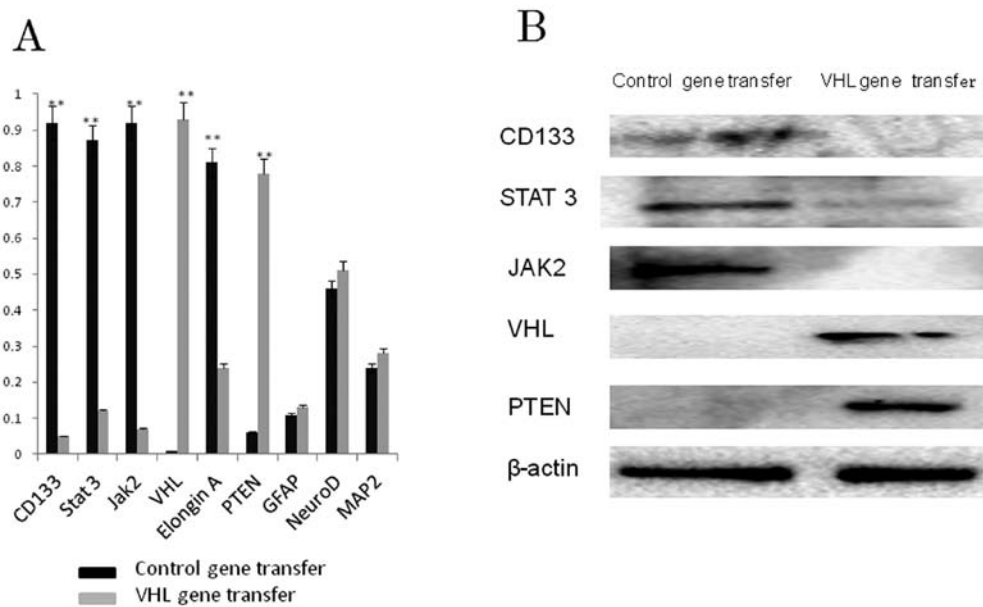 A
1
0.9
0.8
0.7
0.6
0.5
0.4
0.3
0.2
0.1
0
**
**
**
**
**
**
CD133
Stat 3
Jak2
VHL
Elongin A
PTEN
GFAP
NeuroD
MAP2
Control gene transfer
VHL gene transfer
B
Control gene transfer VHL gene transfer
CD133
STAT 3
JAK2
VHL
PTEN
β-actin